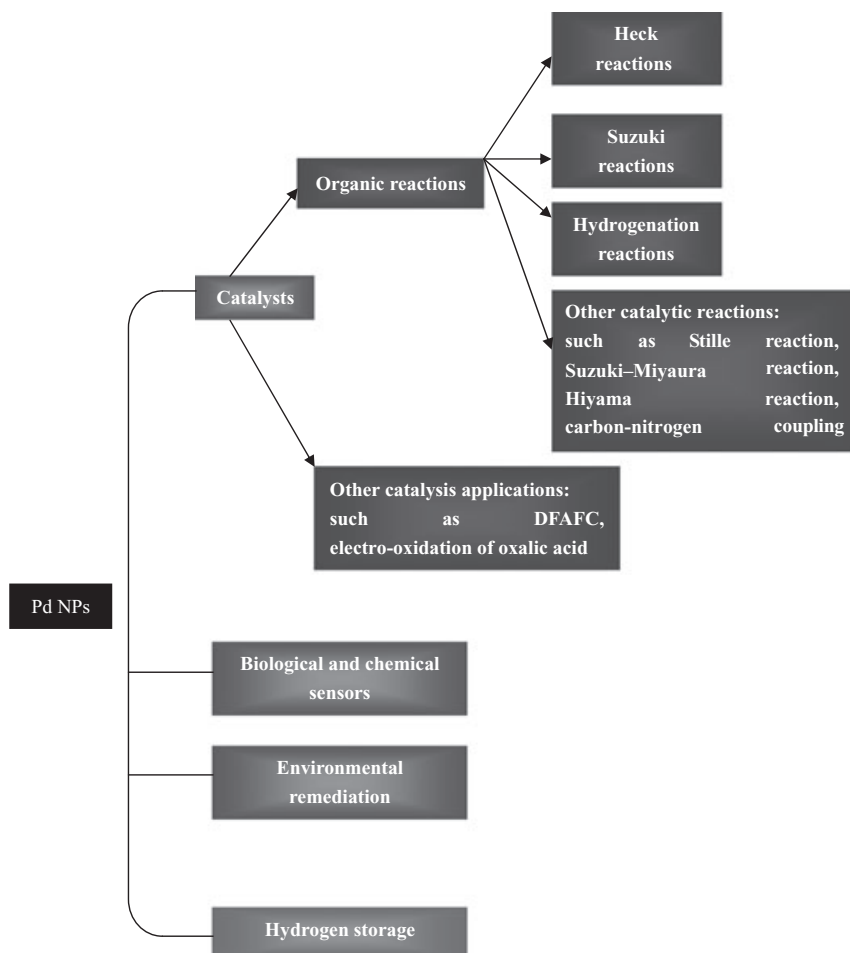 Heck
reactions
Suzuki
reactions
Organic reactions
Hydrogenation
reactions
Catalysts
Other catalytic reactions:
such as Stille reaction,
Suzuki–Miyaura reaction,
Hiyama reaction,
carbon-nitrogen coupling
Other catalysis applications:
such as DFAFC,
electro-oxidation of oxalic acid
Pd NPs
Biological and chemical
sensors
Environmental
remediation
Hydrogen storage